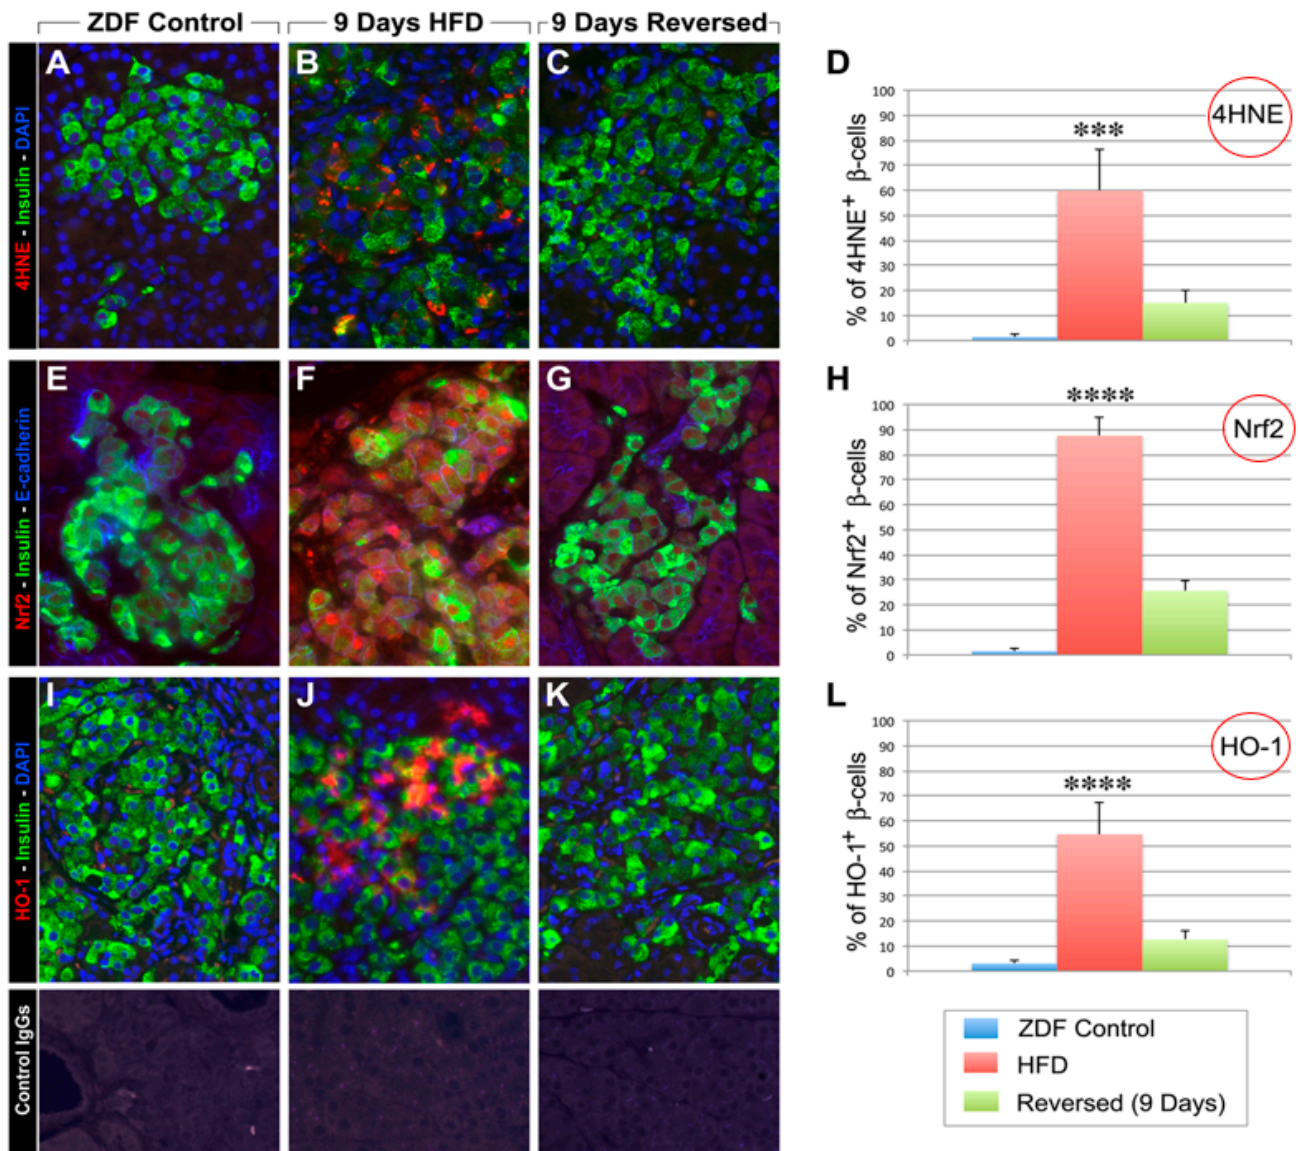 ZDF Control
9 Days HFD
9 Days Reversed
4HNE - Insulin - DAPI
A
B
C
D
% of 4HNE+ β-cells
100
90
80
70
60
50
40
30
20
10
0
***
4HNE
Nrf2 - Insulin - E-cadherin
E
F
G
H
% of Nrf2+ β-cells
100
90
80
70
60
50
40
30
20
10
0
****
Nrf2
HO-1 - Insulin - DAPI
I
J
K
L
% of HO-1+ β-cells
100
90
80
70
60
50
40
30
20
10
0
****
HO-1
Control IgGs
ZDF Control
HFD
Reversed (9 Days)